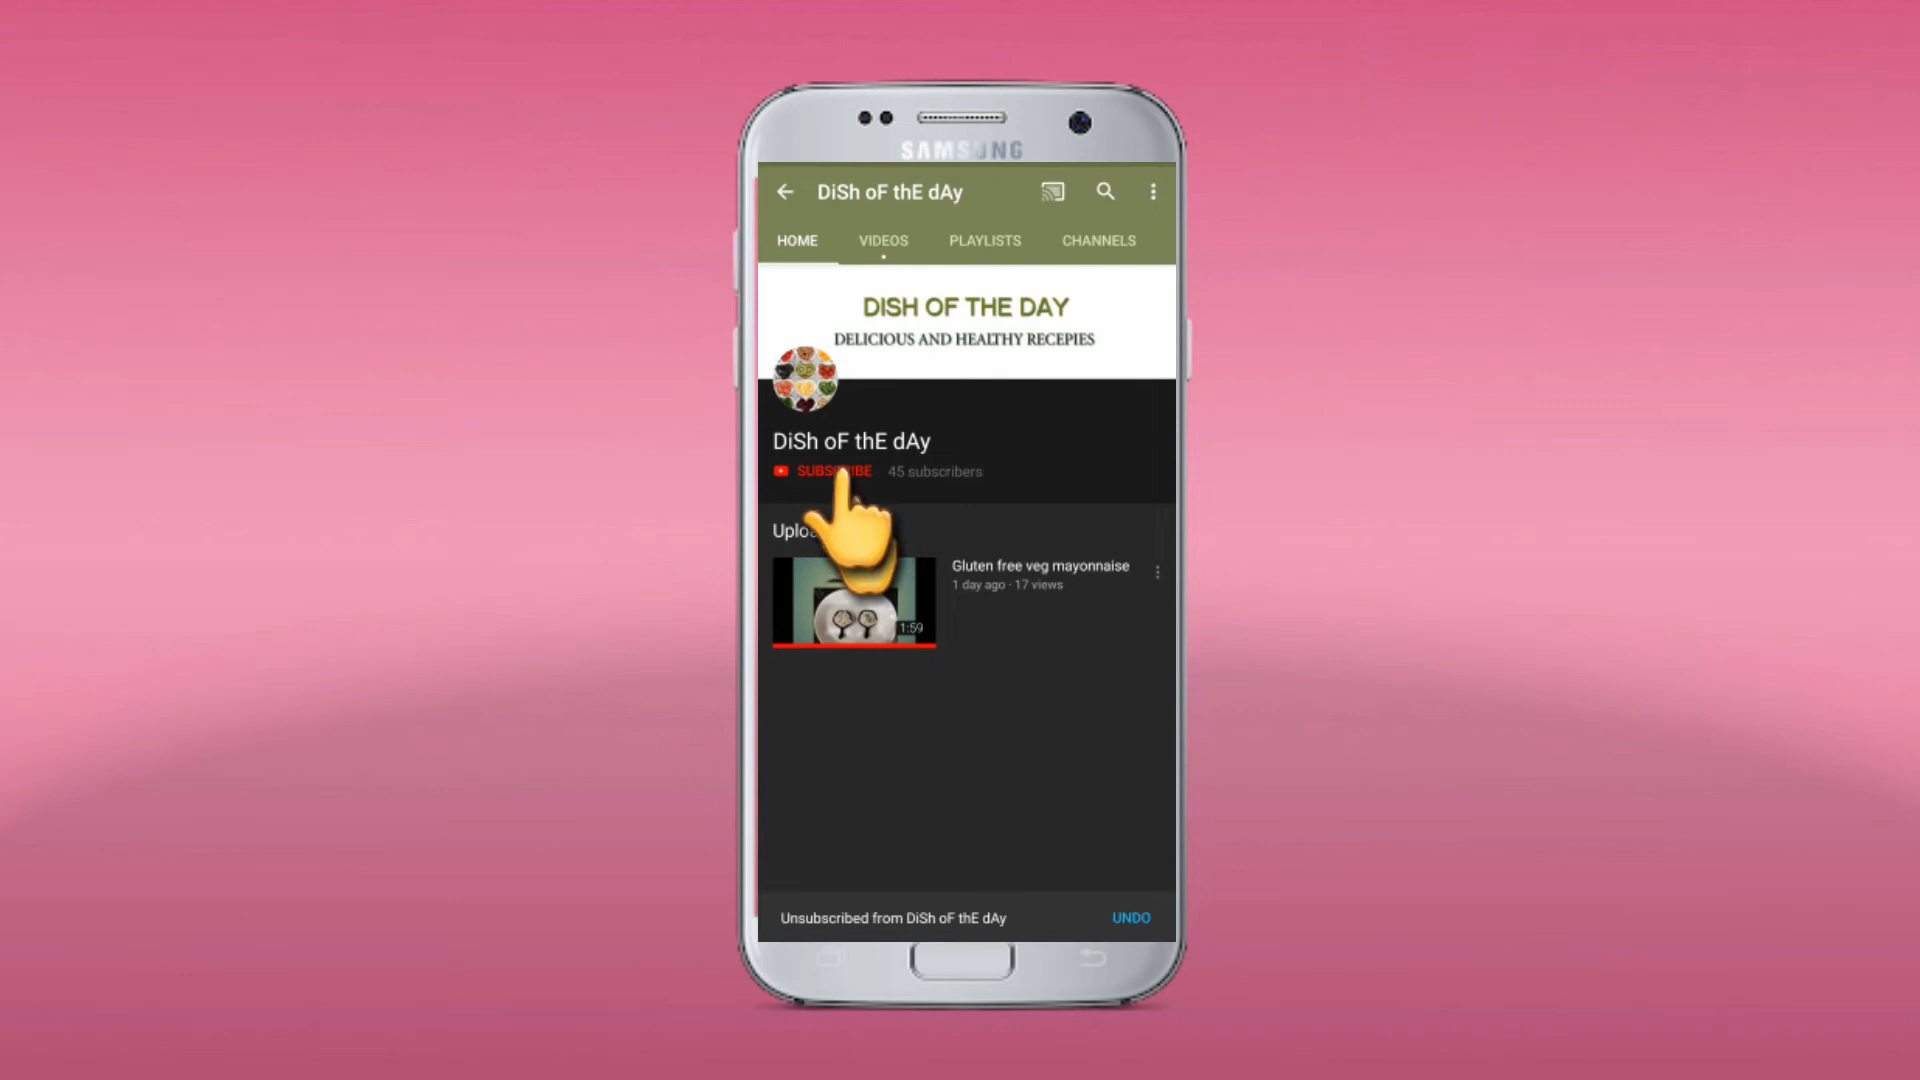 SAMSUNG
DiSh oF thE dAy
HOME VIDEOS PLAYLISTS CHANNELS
DISH OF THE DAY
DELICIOUS AND HEALTHY RECEPIES
DiSh oF thE dAy
SUBSCRIBE 45 subscribers
Gluten free veg mayonnaise
1 day ago · 17 views
1:59
Unsubscribed from DiSh oF thE dAy UNDO